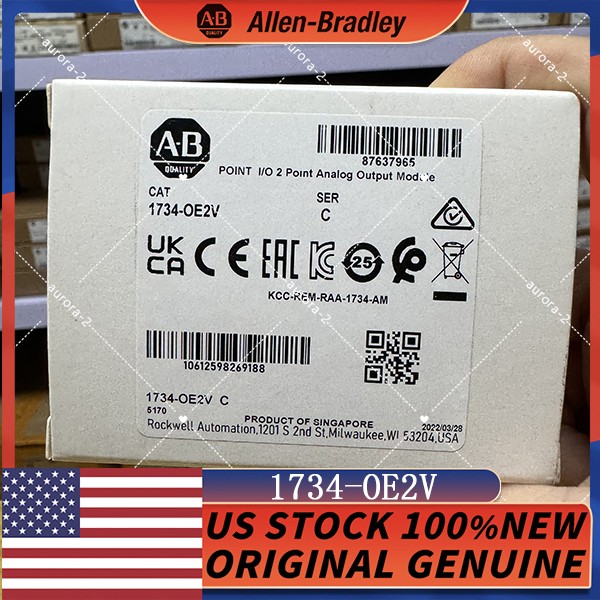 AB Allen-Bradley
A-B
QUALITY
87637965
POINT I/O 2 Point Analog Output Module
CAT
1734-OE2V
SER
C
UK
CA
CE
EAC
25
KCC-REM-RAA-1734-AM
10612598269188
1734-OE2V C
5170
PRODUCT OF SINGAPORE
2022/03/28
Rockwell Automation,1201 S 2nd St,Milwaukee,WI 53204,USA
aurora-2
1734-OE2V
US STOCK 100%NEW
ORIGINAL GENUINE